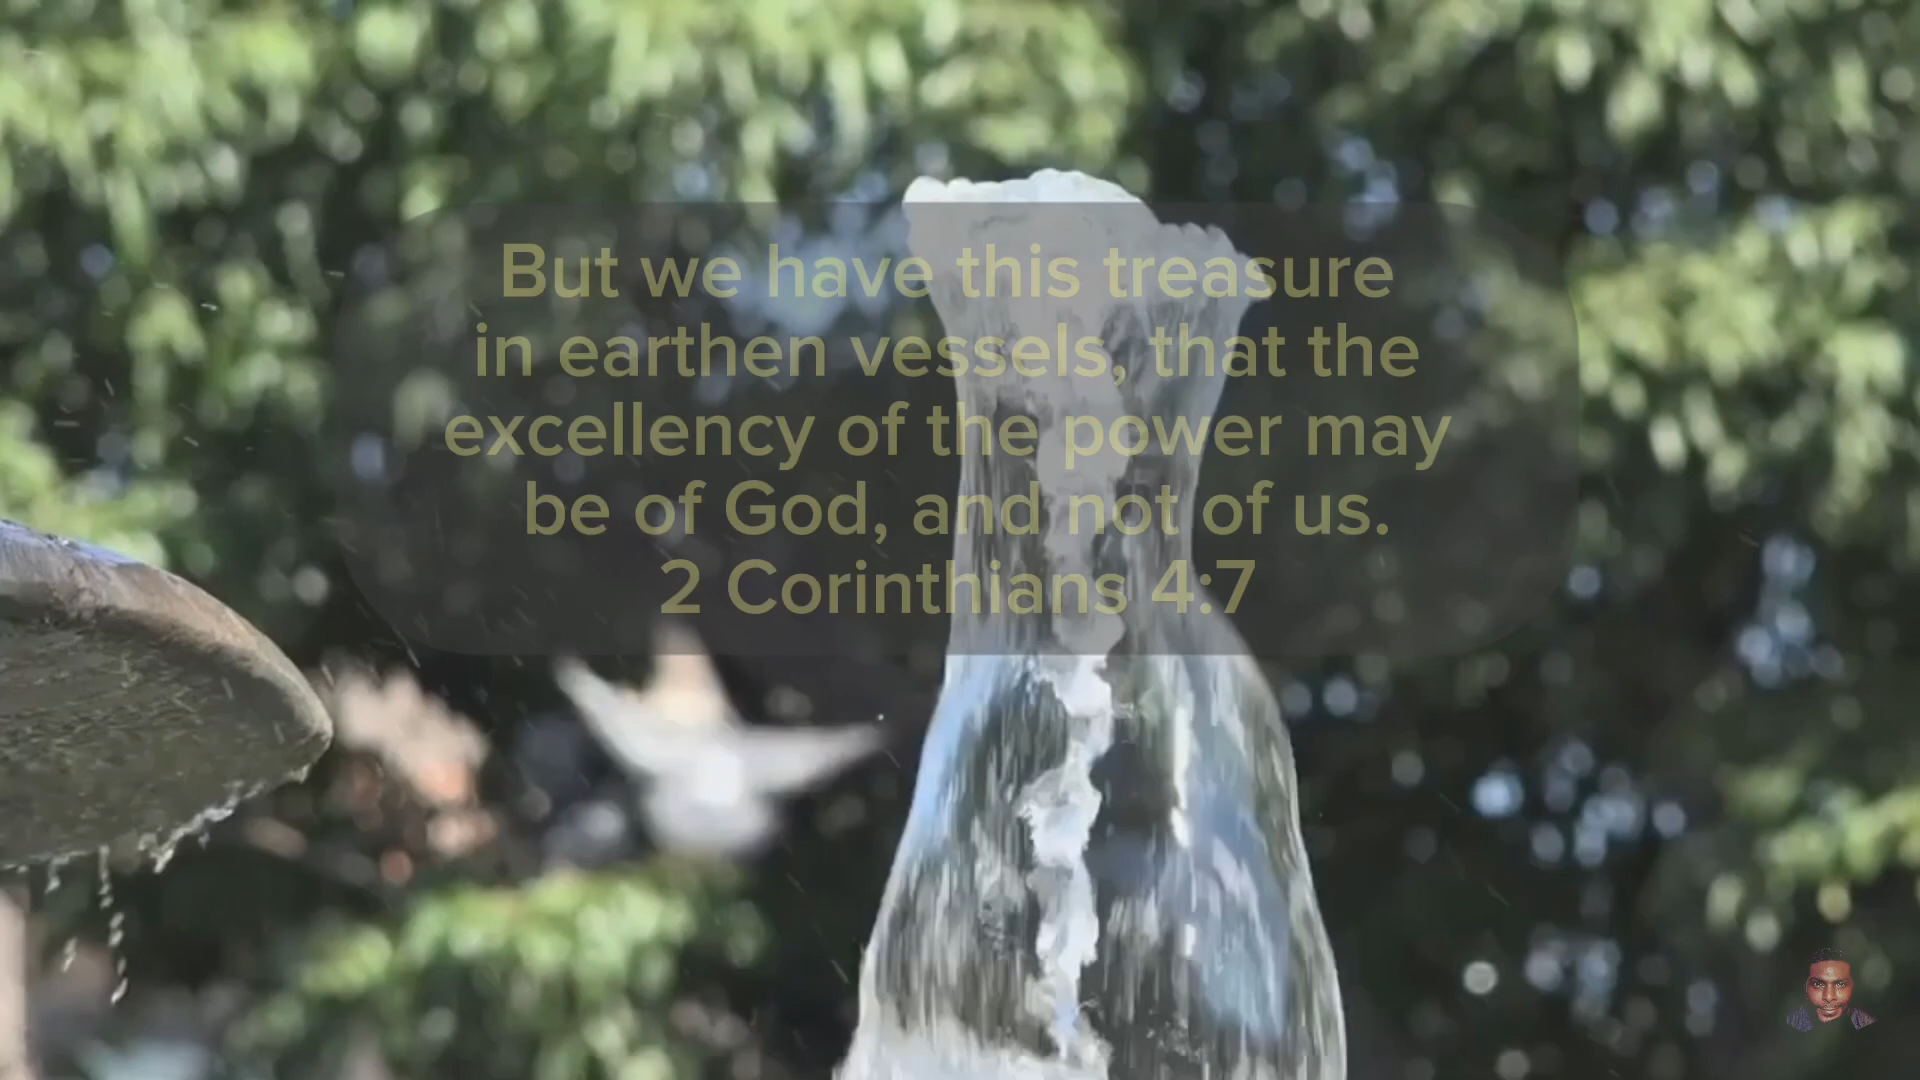 But we have this treasure
in earthen vessels, that the
excellency of the power may
be of God, and not of us.
2 Corinthians 4:7